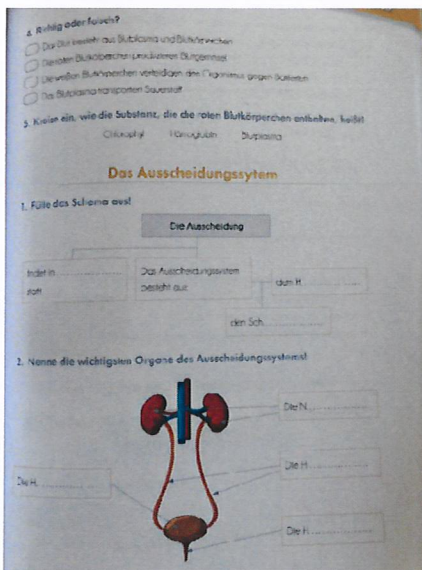 4. Richtig oder falsch?
Das Blut besteht aus Blutplasma und Blutkörperchen
Die roten Blutkörperchen produzieren Blutgerinnsel
Die weißen Blutkörperchen verteidigen den Organismus gegen Bakterien
Das Blutplasma transportiert Sauerstoff
5. Kreise ein, wie die Substanz, die die roten Blutkörperchen enthalten, heißt!
Chlorophyl Hämoglobin Blutplasma
Das Ausscheidungssytem
1. Fülle das Schema aus!
Die Ausscheidung
findet in ..................
statt
Das Ausscheidungssystem
besteht aus
dem H..................
den Sch..................
2. Nenne die wichtigsten Organe des Ausscheidungssystems!
Die N..................
Die H..................
Die H..................
Die H..................